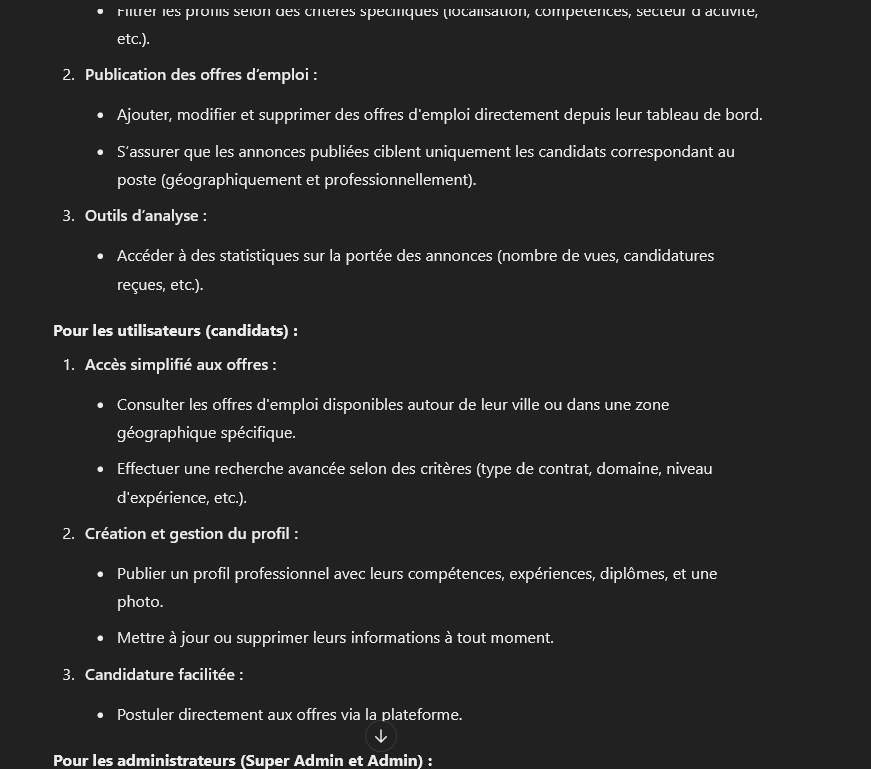 • Filtrer les profils selon des critères spécifiques (localisation, compétences, secteur d'activité,
etc.).
2. Publication des offres d’emploi :
• Ajouter, modifier et supprimer des offres d'emploi directement depuis leur tableau de bord.
• S’assurer que les annonces publiées ciblent uniquement les candidats correspondant au
poste (géographiquement et professionnellement).
3. Outils d’analyse :
• Accéder à des statistiques sur la portée des annonces (nombre de vues, candidatures
reçues, etc.).
Pour les utilisateurs (candidats) :
1. Accès simplifié aux offres :
• Consulter les offres d'emploi disponibles autour de leur ville ou dans une zone
géographique spécifique.
• Effectuer une recherche avancée selon des critères (type de contrat, domaine, niveau
d'expérience, etc.).
2. Création et gestion du profil :
• Publier un profil professionnel avec leurs compétences, expériences, diplômes, et une
photo.
• Mettre à jour ou supprimer leurs informations à tout moment.
3. Candidature facilitée :
• Postuler directement aux offres via la plateforme.
Pour les administrateurs (Super Admin et Admin) :